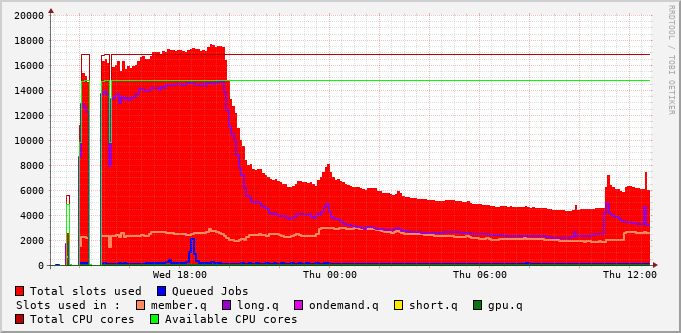 20000
18000
16000
14000
12000
10000
8000
6000
4000
2000
0
Wed 18:00 Thu 00:00 Thu 06:00 Thu 12:00
RRDTOOL / TOBI OETIKER
Total slots used Queued Jobs
Slots used in : member.q long.q ondemand.q short.q gpu.q
Total CPU cores Available CPU cores